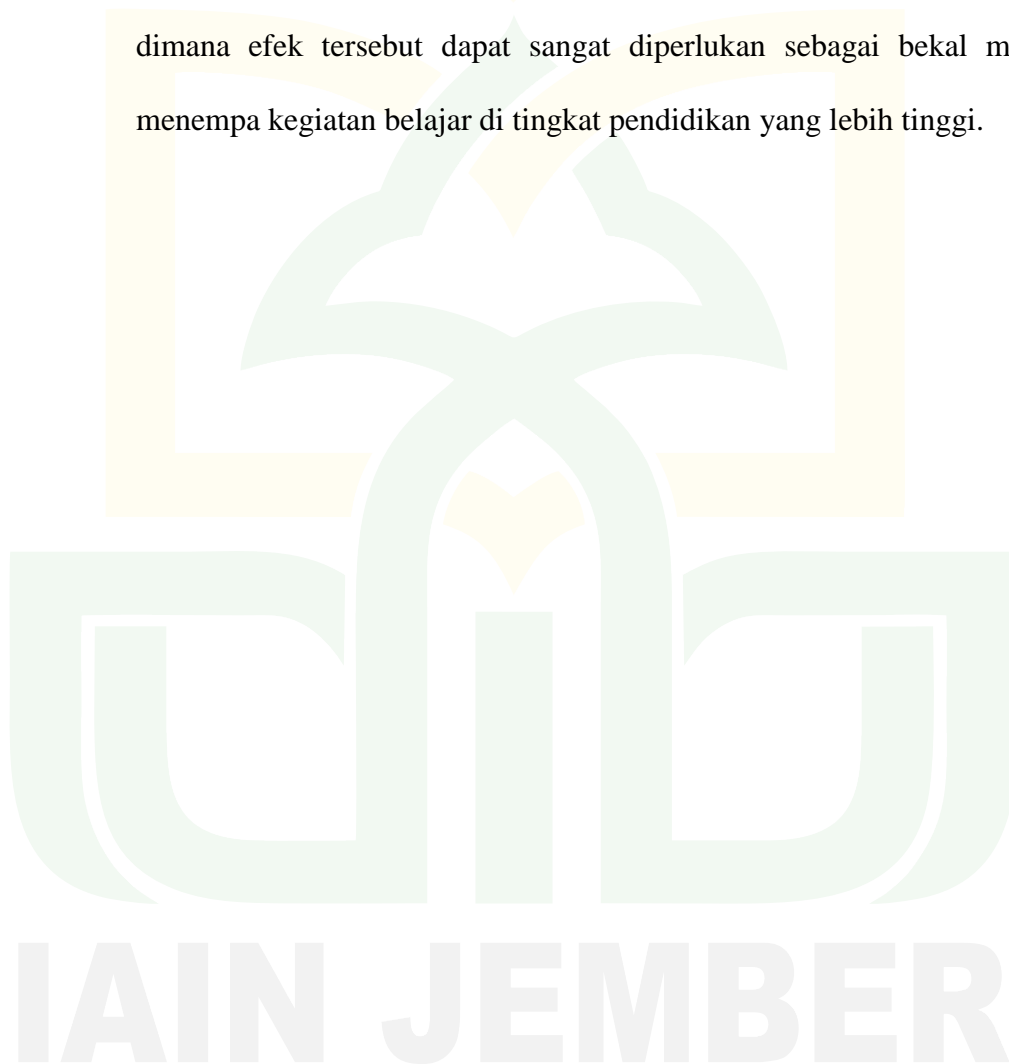 dimana efek tersebut dapat sangat diperlukan sebagai bekal m
menempa kegiatan belajar di tingkat pendidikan yang lebih tinggi.
IAIN JEMBER